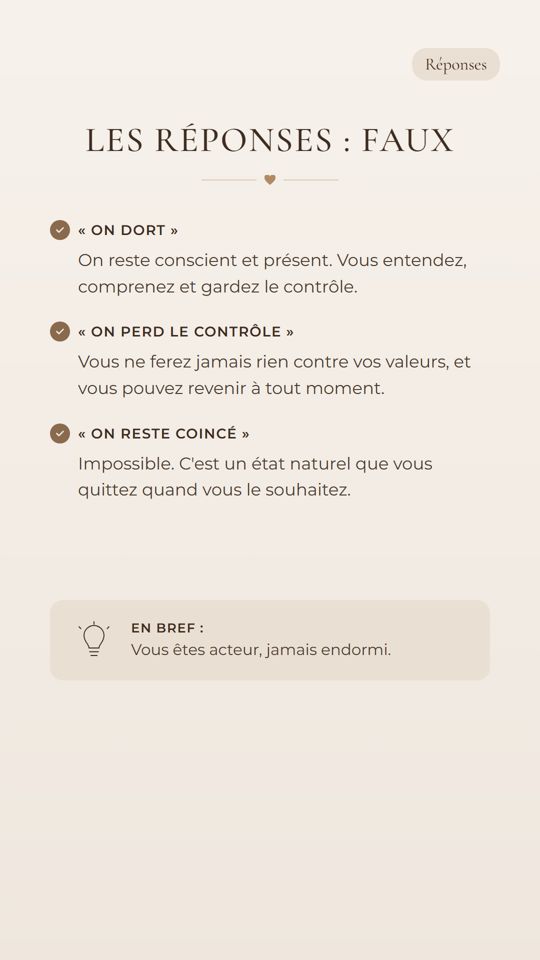 Réponses
LES RÉPONSES : FAUX
« ON DORT »
On reste conscient et présent. Vous entendez,
comprenez et gardez le contrôle.
« ON PERD LE CONTRÔLE »
Vous ne ferez jamais rien contre vos valeurs, et
vous pouvez revenir à tout moment.
« ON RESTE COINCÉ »
Impossible. C'est un état naturel que vous
quittez quand vous le souhaitez.
EN BREF :
Vous êtes acteur, jamais endormi.